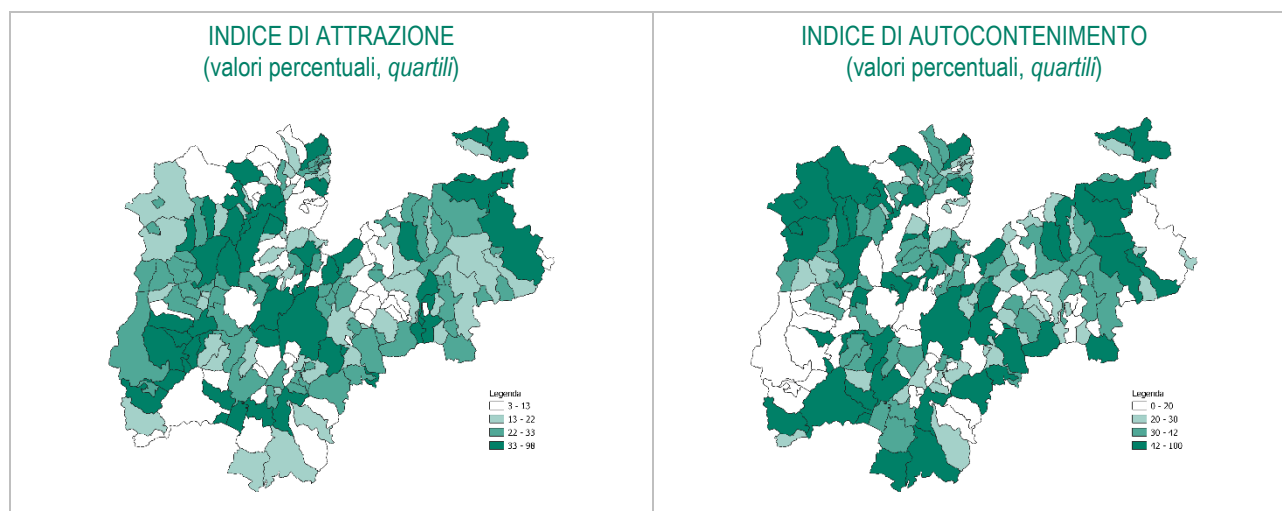 INDICE DI ATTRAZIONE
(valori percentuali, quartili)
Legenda
3 - 13
13 - 22
22 - 33
33 - 98
INDICE DI AUTOCONTENIMENTO
(valori percentuali, quartili)
Legenda
0 - 20
20 - 30
30 - 42
42 - 100